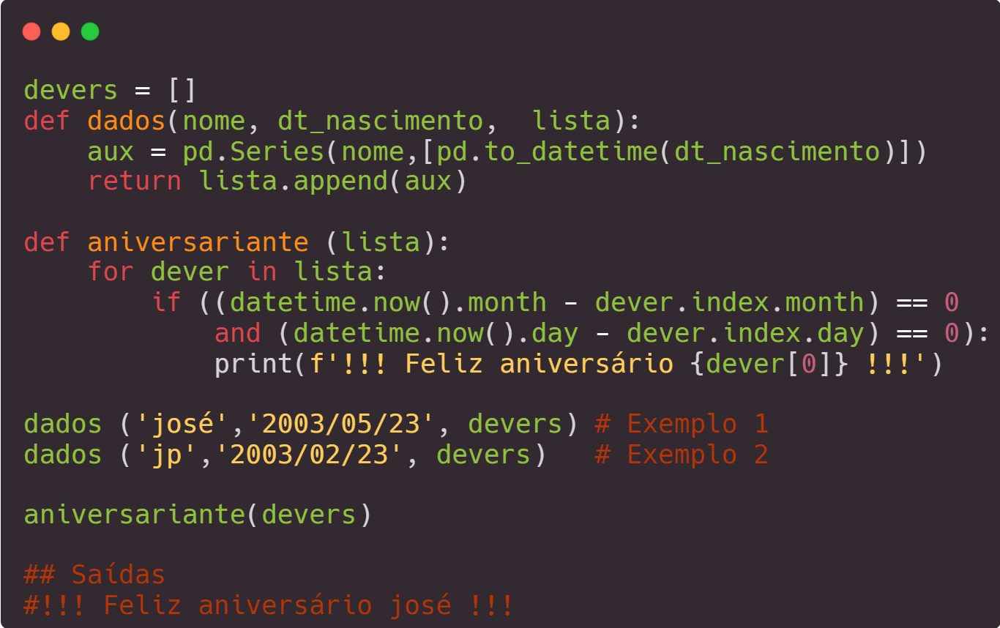 devers = []
def dados(nome, dt_nascimento,  lista):
    aux = pd.Series(nome,[pd.to_datetime(dt_nascimento)])
    return lista.append(aux)

def aniversariante (lista):
    for dever in lista:
        if ((datetime.now().month - dever.index.month) == 0
            and (datetime.now().day - dever.index.day) == 0):
            print(f'!!! Feliz aniversário {dever[0]} !!!')

dados ('josé','2003/05/23', devers) # Exemplo 1
dados ('jp','2003/02/23', devers)   # Exemplo 2

aniversariante(devers)

## Saídas
#!!! Feliz aniversário josé !!!